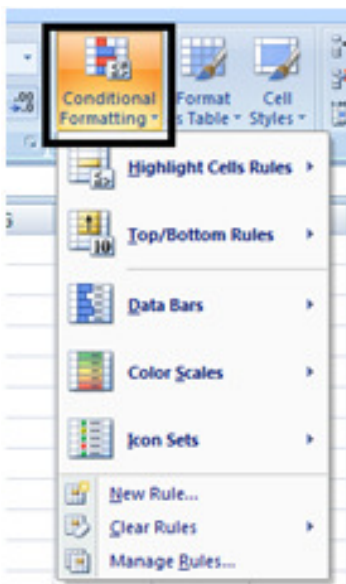 Conditional Formatting
Format s Table
Cell Styles
Highlight Cells Rules
Top/Bottom Rules
Data Bars
Color Scales
Icon Sets
New Rule...
Clear Rules
Manage Rules...